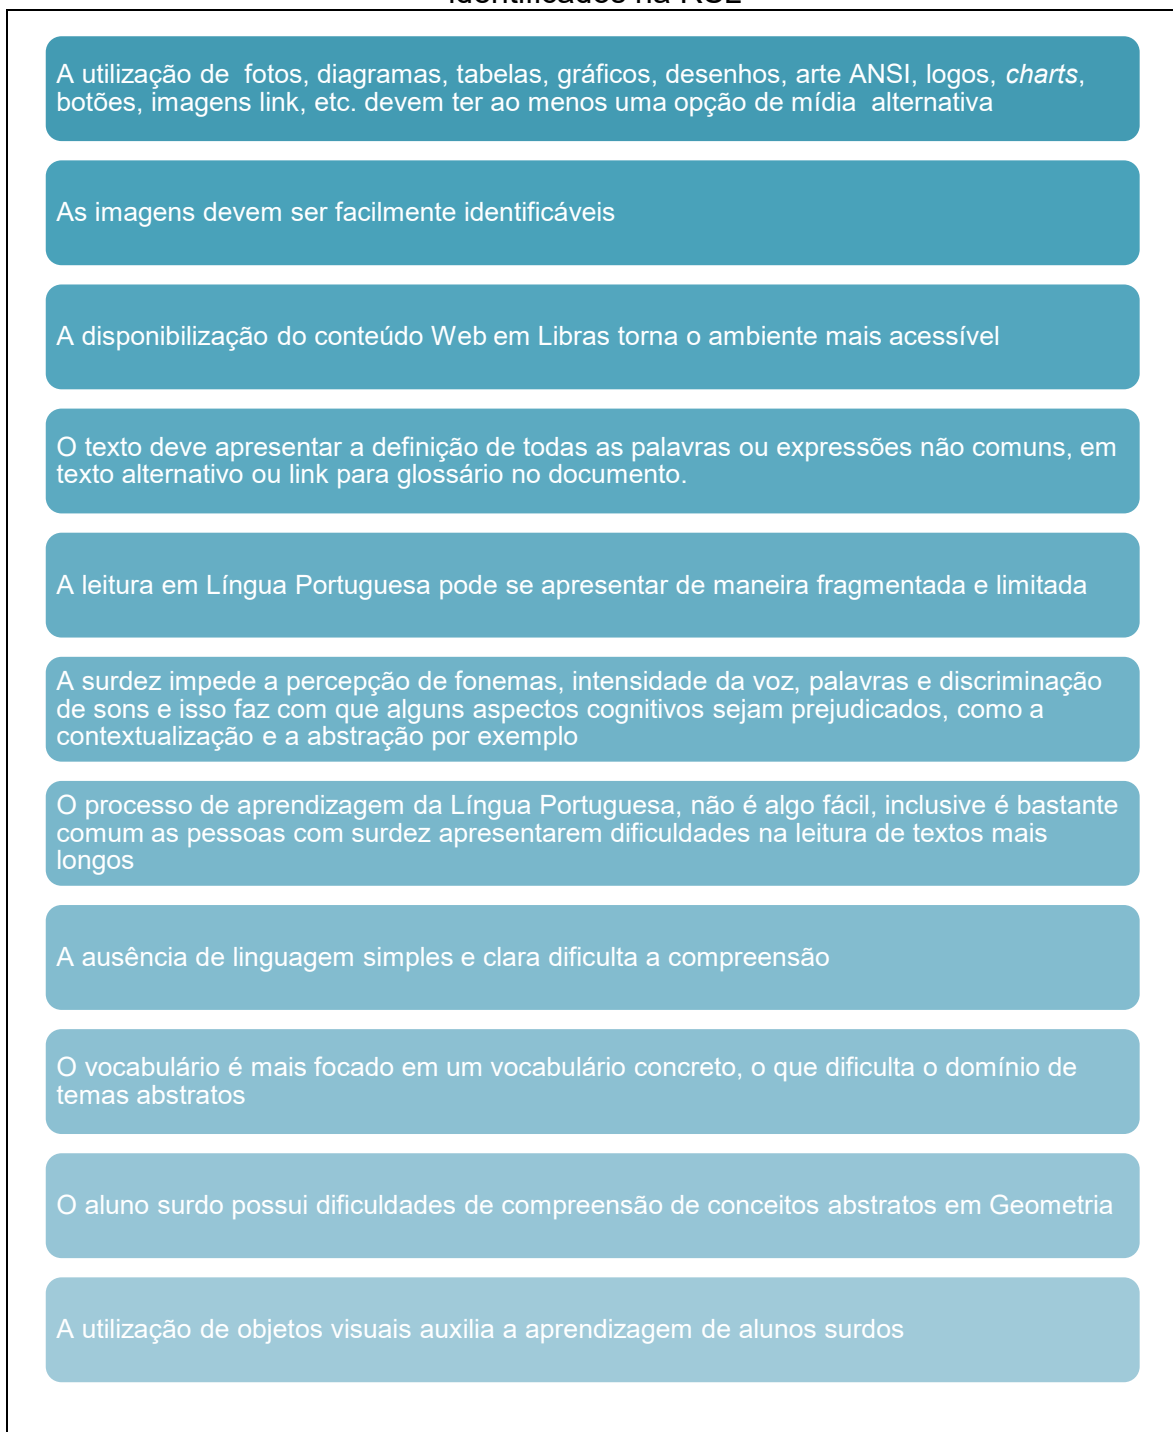 identificados na RSL
A utilização de fotos, diagramas, tabelas, gráficos, desenhos, arte ANSI, logos, charts,
botões, imagens link, etc. devem ter ao menos uma opção de mídia alternativa
As imagens devem ser facilmente identificáveis
A disponibilização do conteúdo Web em Libras torna o ambiente mais acessível
O texto deve apresentar a definição de todas as palavras ou expressões não comuns, em
texto alternativo ou link para glossário no documento.
A leitura em Língua Portuguesa pode se apresentar de maneira fragmentada e limitada
A surdez impede a percepção de fonemas, intensidade da voz, palavras e discriminação
de sons e isso faz com que alguns aspectos cognitivos sejam prejudicados, como a
contextualização e a abstração por exemplo
O processo de aprendizagem da Língua Portuguesa, não é algo fácil, inclusive é bastante
comum as pessoas com surdez apresentarem dificuldades na leitura de textos mais
longos
A ausência de linguagem simples e clara dificulta a compreensão
O vocabulário é mais focado em um vocabulário concreto, o que dificulta o domínio de
temas abstratos
O aluno surdo possui dificuldades de compreensão de conceitos abstratos em Geometria
A utilização de objetos visuais auxilia a aprendizagem de alunos surdos